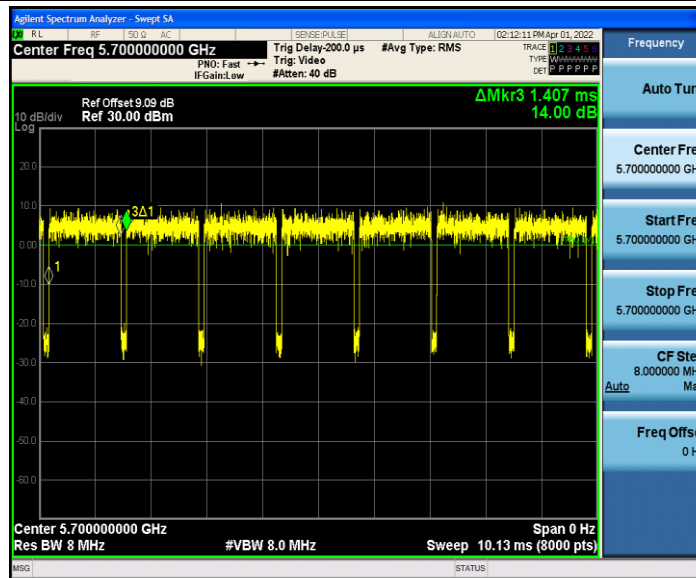 Agilent Spectrum Analyzer - Swept SA
RL RF 50 Ω AC SENSE:PULSE ALIGN AUTO 02:12:11 PM Apr 01, 2022
Center Freq 5.700000000 GHz
PNO: Fast
IFGain:Low
Trig Delay-200.0 µs
Trig: Video
#Atten: 40 dB
#Avg Type: RMS
TRACE 1 2 3 4 5 6
TYPE W
DET P P P P P P
ΔMkr3 1.407 ms
14.00 dB
Ref Offset 9.09 dB
10 dB/div Ref 30.00 dBm
Log
20.0
10.0
0.00
-10.0
-20.0
-30.0
-40.0
-50.0
-60.0
3Δ1
1
Center 5.700000000 GHz Span 0 Hz
Res BW 8 MHz #VBW 8.0 MHz Sweep 10.13 ms (8000 pts)
MSG STATUS
Frequency
Auto Tun
Center Fre
5.700000000 GH
Start Fre
5.700000000 GH
Stop Fre
5.700000000 GH
CF Ste
8.000000 MH
Auto Ma
Freq Offse
0 H